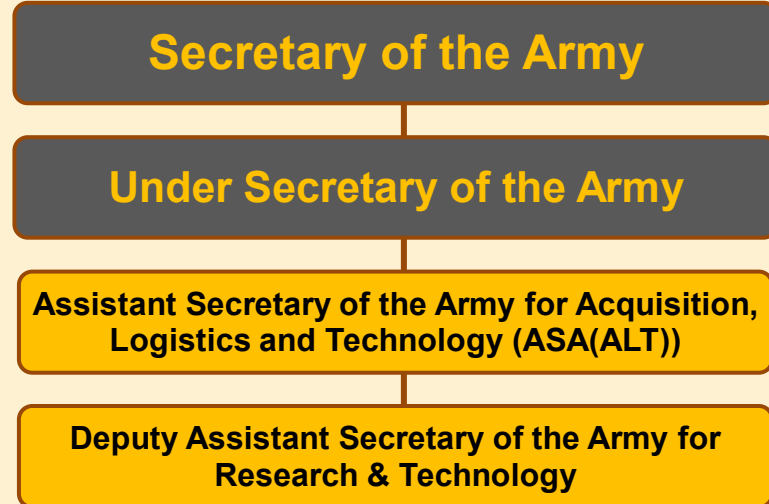 Secretary of the Army
Under Secretary of the Army
Assistant Secretary of the Army for Acquisition,
Logistics and Technology (ASA(ALT))
Deputy Assistant Secretary of the Army for
Research & Technology